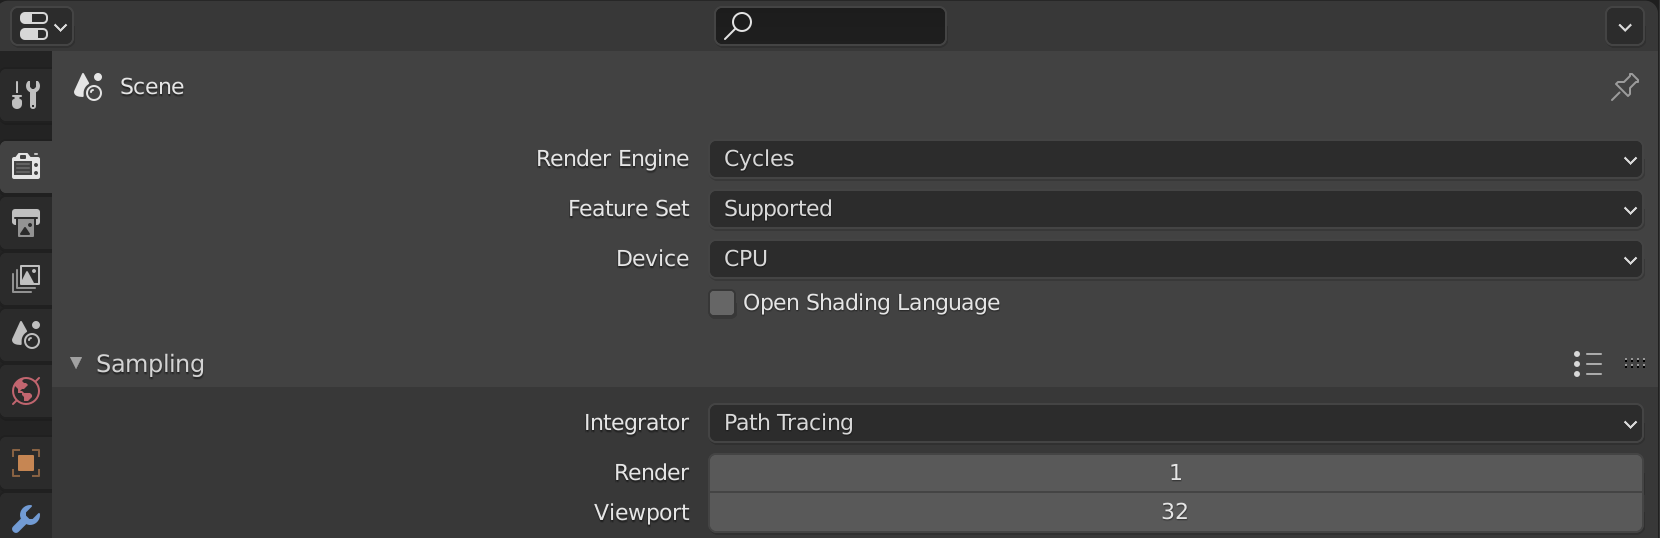 Scene
Render Engine Cycles
Feature Set Supported
Device CPU
Open Shading Language
Sampling
Integrator Path Tracing
Render 1
Viewport 32